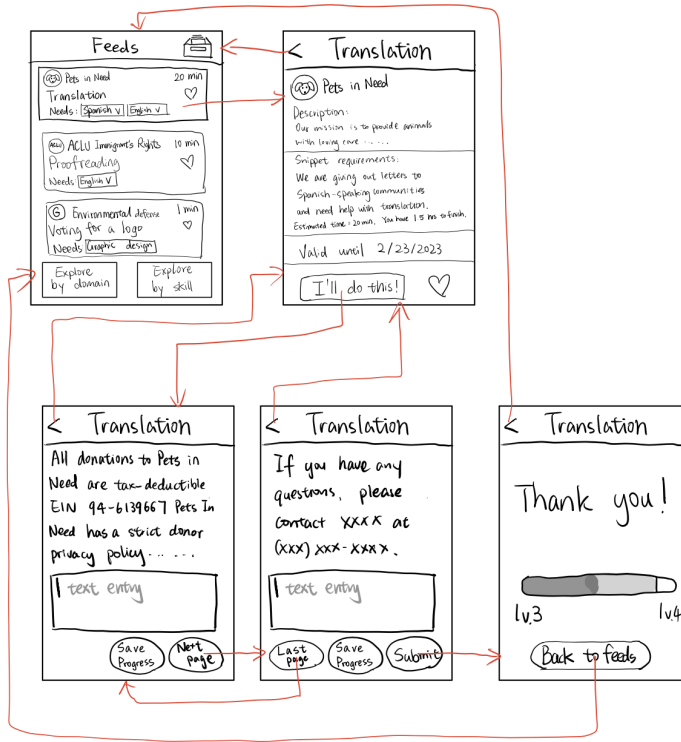 Feeds
Pets in Need 20 min
Translation
Needs: Spanish V English V
ACLU ACLU Immigrant's Rights 10 min
Proofreading
Needs English V
G Environmental defense 1 min
Voting for a logo
Needs Graphic design
Explore by domain
Explore by skill
< Translation
Pets in Need
Description:
Our mission is to provide animals
with loving care ......
Snippet requirements:
We are giving out letters to
Spanish-speaking communities
and need help with translation.
Estimated time = 20 min. You have 1.5 hrs to finish.
Valid until 2/23/2023
I'll do this!
< Translation
All donations to Pets in
Need are tax-deductible
EIN 94-6139667 Pets In
Need has a strict donor
privacy policy ......
text entry
Save Progress
Next page
< Translation
If you have any
questions, please
contact xxxx at
(xxx) xxx-xxxx.
text entry
Last page
Save Progress
Submit
< Translation
Thank you!
lv.3 lv.4
Back to feeds